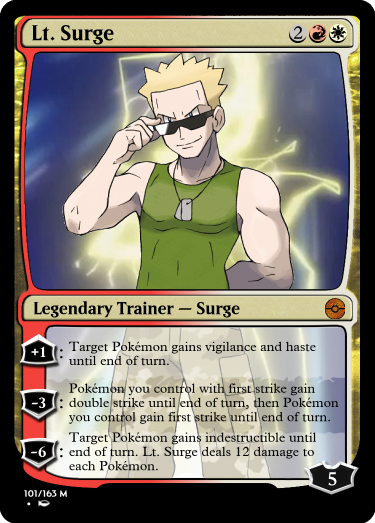 Lt. Surge 2
Legendary Trainer — Surge
+1: Target Pokémon gains vigilance and haste
until end of turn.
-3: Pokémon you control with first strike gain
double strike until end of turn, then Pokémon
you control gain first strike until end of turn.
-6: Target Pokémon gains indestructible until
end of turn. Lt. Surge deals 12 damage to
each Pokémon.
5
101/163 M